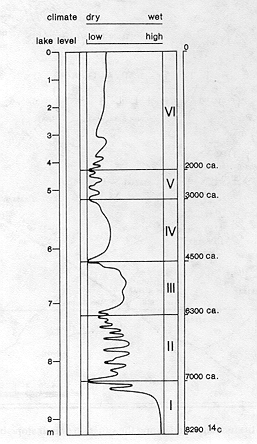 climate dry wet
lake level low high
0 0
1
2
3
VI
4
2000 ca.
5 V
3000 ca.
IV
6
4500 ca.
III
7 6300 ca.
II
8
7000 ca.
I
9
m 8290 14c